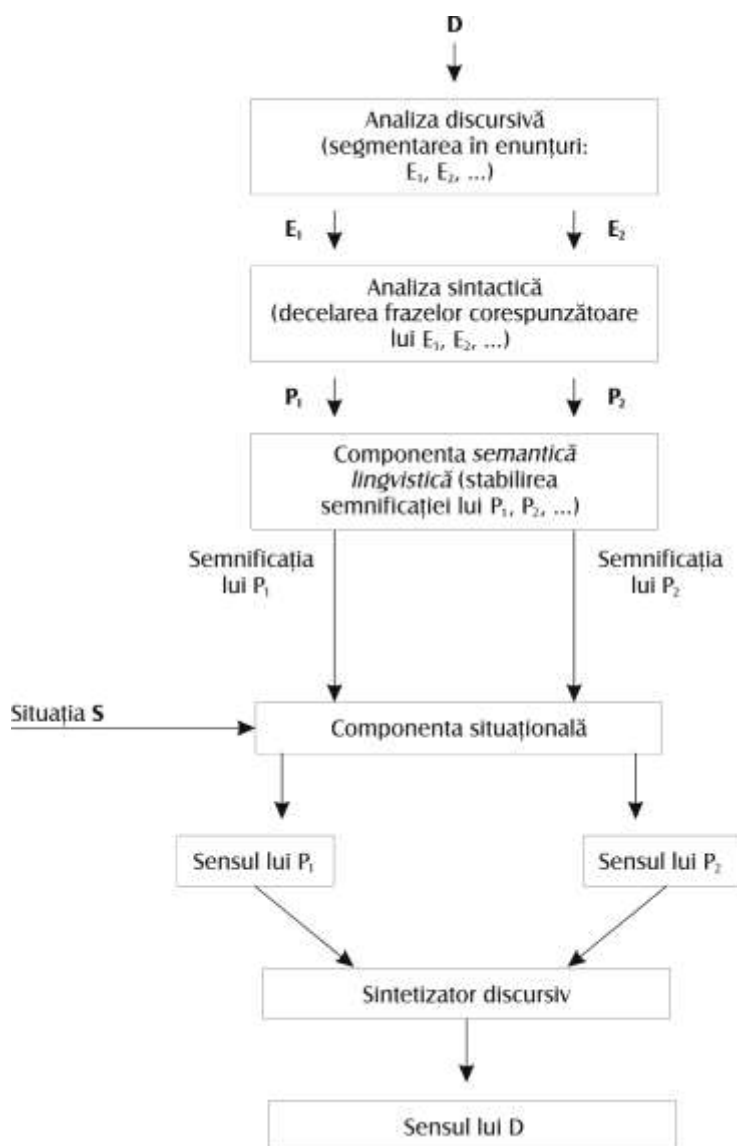 D
Analiza discursivă
(segmentarea în enunțuri:
E₁, E₂, ...)
E₁ E₂
Analiza sintactică
(decelarea frazelor corespunzătoare
lui E₁, E₂, ...)
P₁ P₂
Componenta semantică
lingvistică (stabilirea
semnificației lui P₁, P₂, ...)
Semnificația
lui P₁
Semnificația
lui P₂
Situația S
Componenta situațională
Sensul lui P₁
Sensul lui P₂
Sintetizator discursiv
Sensul lui D